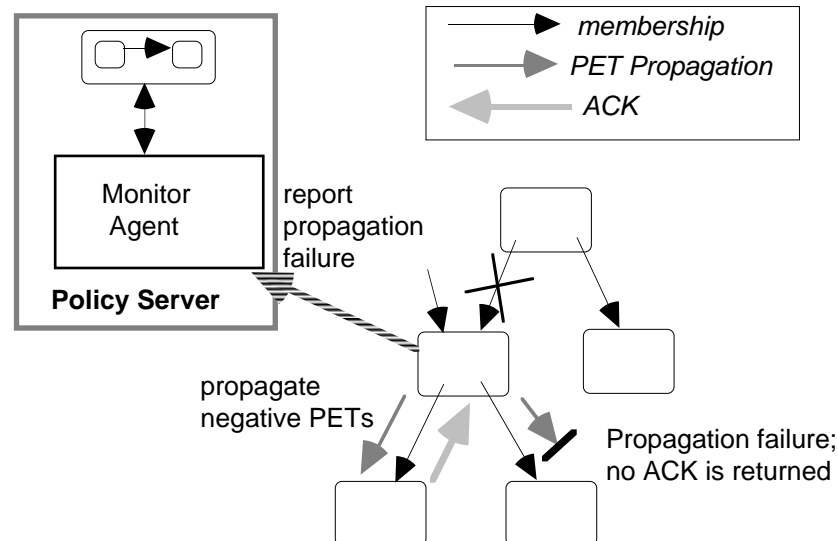 membership
PET Propagation
ACK
Monitor
Agent
Policy Server
report
propagation
failure
propagate
negative PETs
Propagation failure;
no ACK is returned